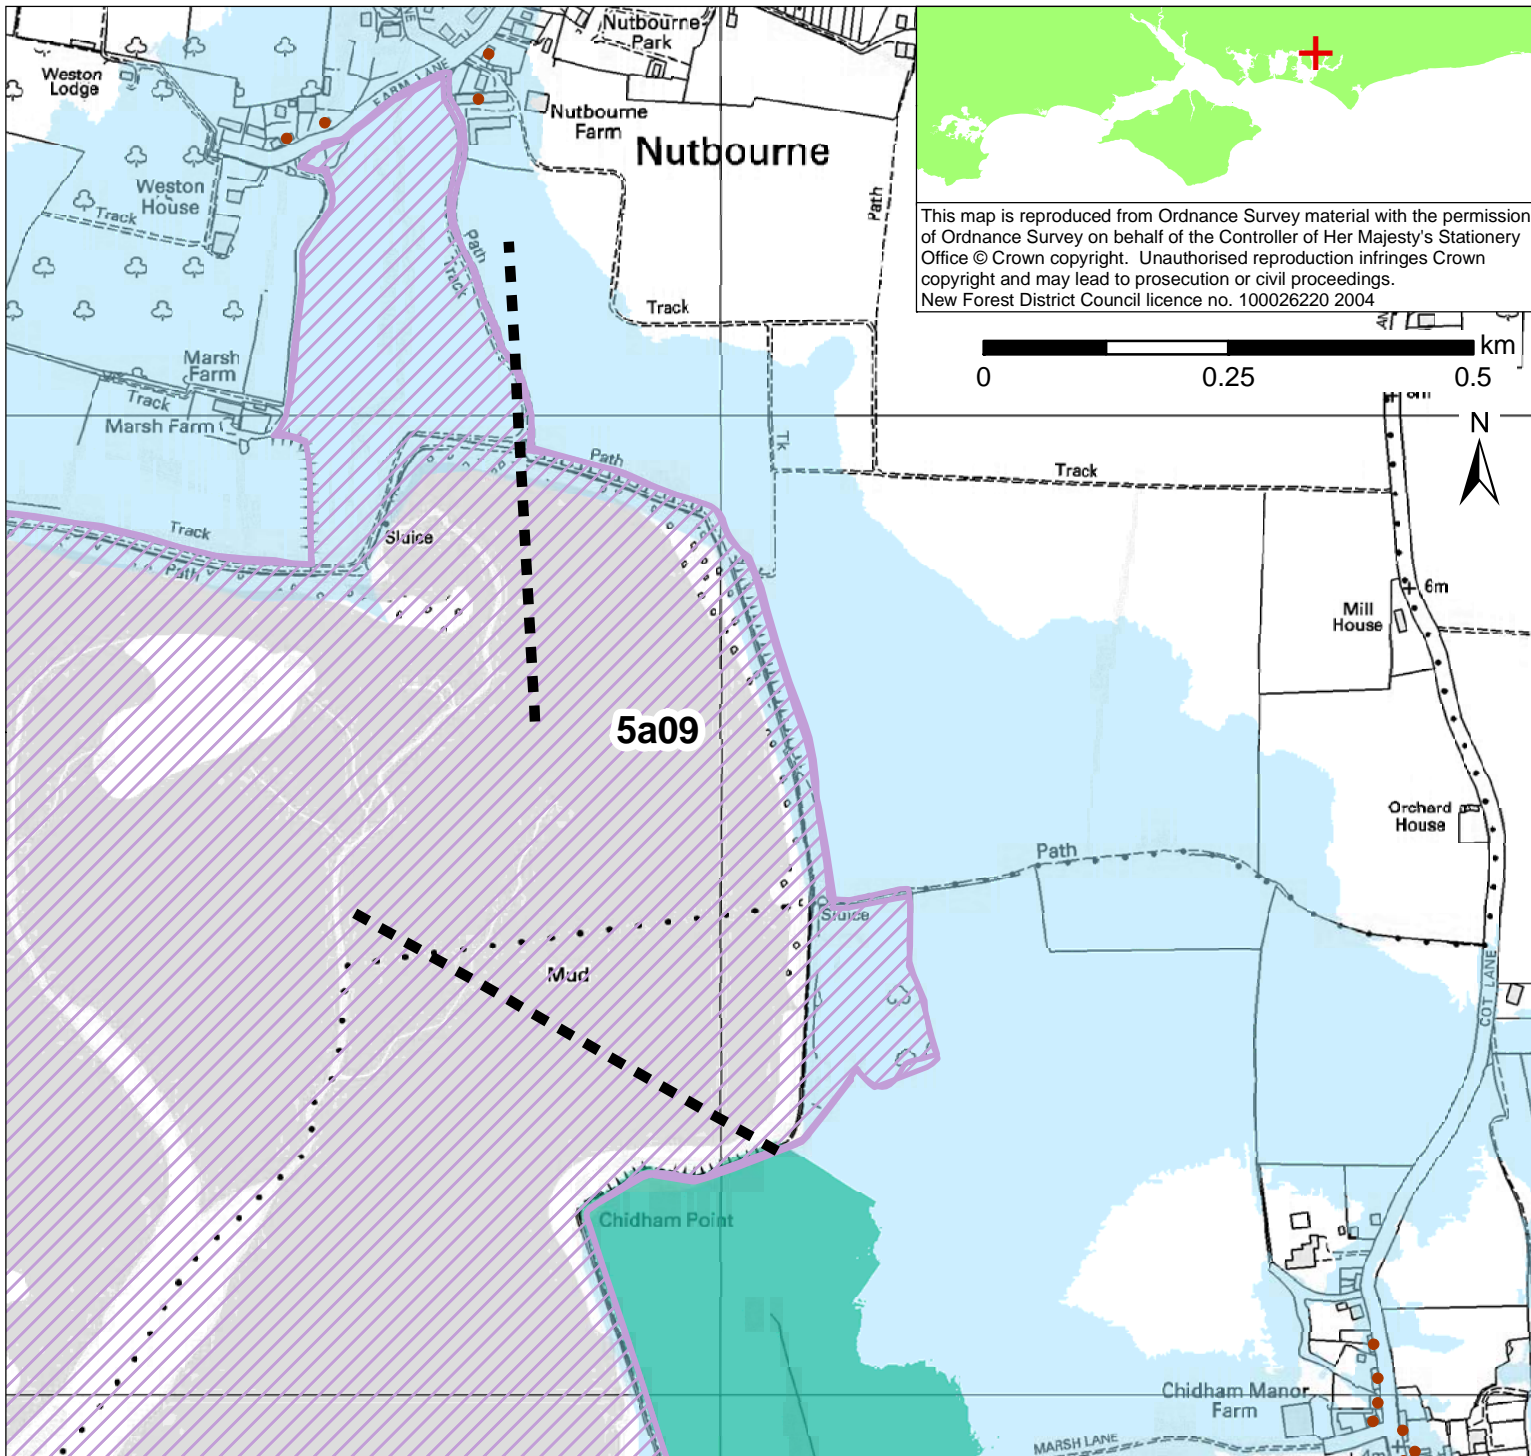 Nutbourne
Park
Weston
Lodge
FARM LANE
Nutbourne
Farm
Nutbourne
Weston
House
Track
Path
Track
Path
Track
This map is reproduced from Ordnance Survey material with the permission
of Ordnance Survey on behalf of the Controller of Her Majesty's Stationery
Office © Crown copyright. Unauthorised reproduction infringes Crown
copyright and may lead to prosecution or civil proceedings.
New Forest District Council licence no. 100026220 2004
km
0
0.25
0.5
N
Marsh
Farm
Track
Marsh Farm
Path
Tk
Track
Track
Sluice
Path
6m
Mill
House
5a09
Orchard
House
Path
Sluice
Mud
COT LANE
Chidham Point
Chidham Manor
Farm
MARSH LANE